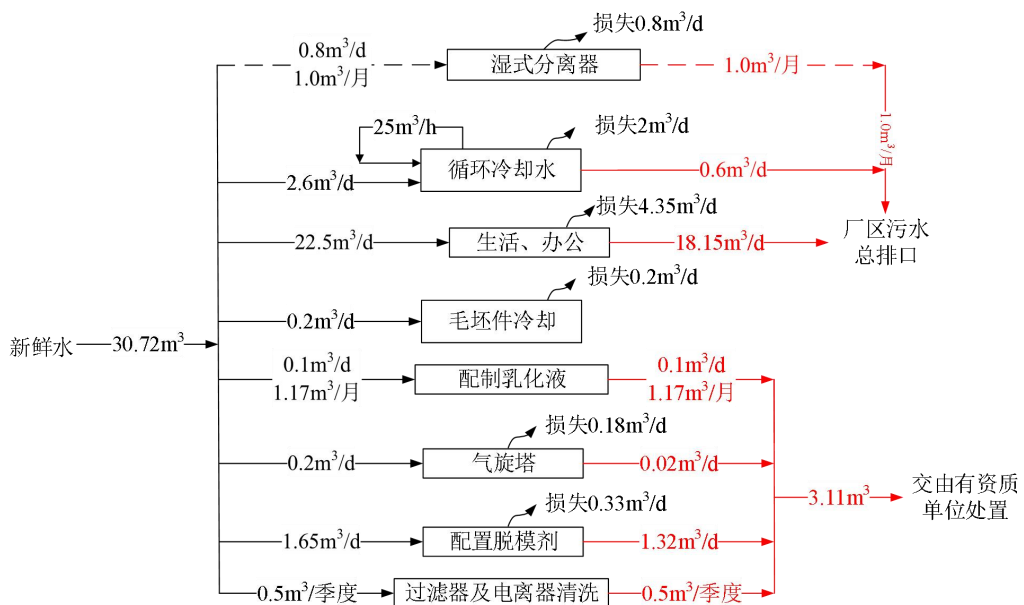 损失0.8m³/d
0.8m³/d
1.0m³/月
湿式分离器
1.0m³/月
1.0m³/月
25m³/h
损失2m³/d
2.6m³/d
循环冷却水
0.6m³/d
损失4.35m³/d
22.5m³/d
生活、办公
18.15m³/d
厂区污水
总排口
损失0.2m³/d
0.2m³/d
毛坯件冷却
新鲜水
30.72m³
0.1m³/d
1.17m³/月
配制乳化液
0.1m³/d
1.17m³/月
损失0.18m³/d
0.2m³/d
气旋塔
0.02m³/d
3.11m³
交由有资质
单位处置
损失0.33m³/d
1.65m³/d
配置脱模剂
1.32m³/d
0.5m³/季度
过滤器及电离器清洗
0.5m³/季度